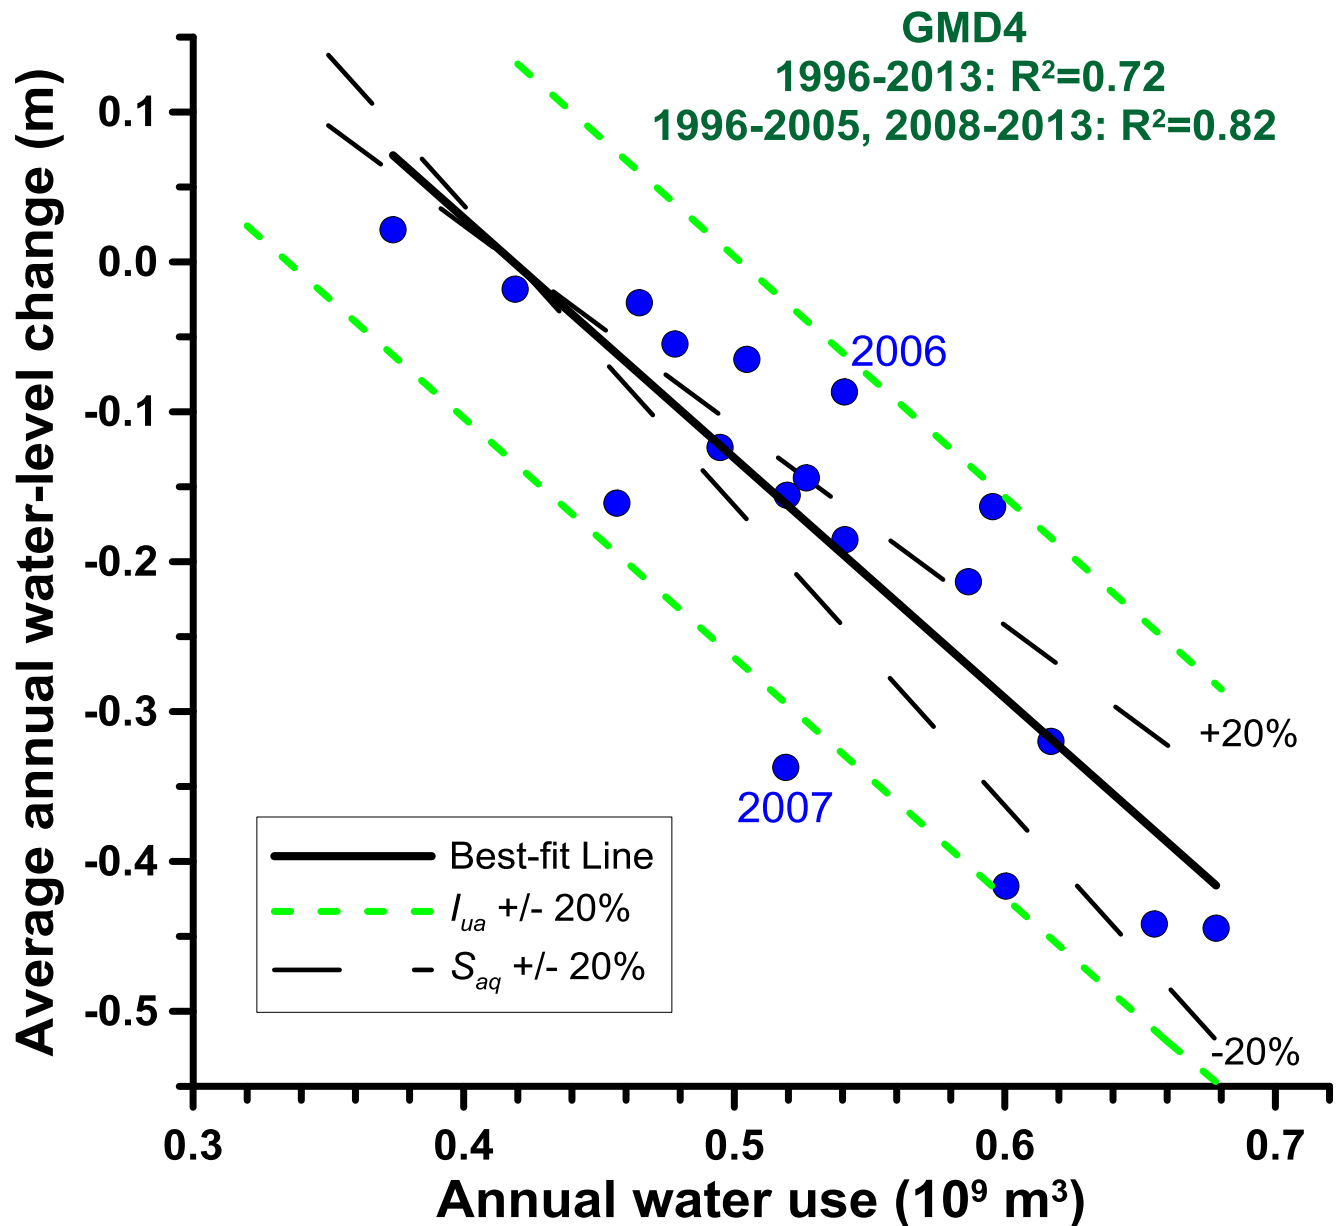 GMD4
1996-2013: R²=0.72
1996-2005, 2008-2013: R²=0.82
Average annual water-level change (m)
0.1
0.0
-0.1
-0.2
-0.3
-0.4
-0.5
2006
2007
+20%
-20%
Best-fit Line
I_ua +/- 20%
S_aq +/- 20%
0.3 0.4 0.5 0.6 0.7
Annual water use (10⁹ m³)